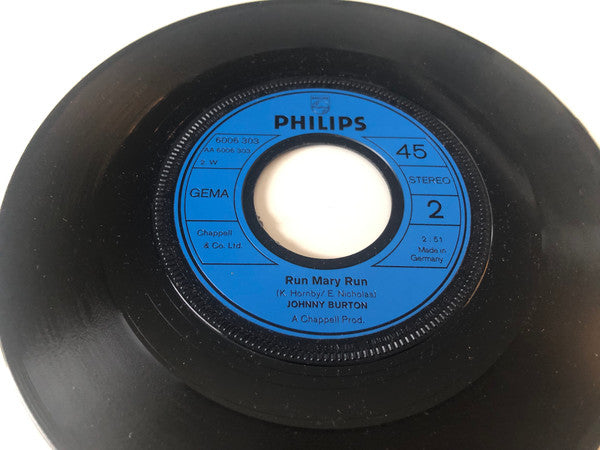 PHILIPS
6006 303
AA 6006 303
2 W
GEMA
Chappell
& Co. Ltd.
45
STEREO
2
2:51
Made in
Germany
Run Mary Run
(K. Hornby/ E. Nicholas)
JOHNNY BURTON
A Chappell Prod.